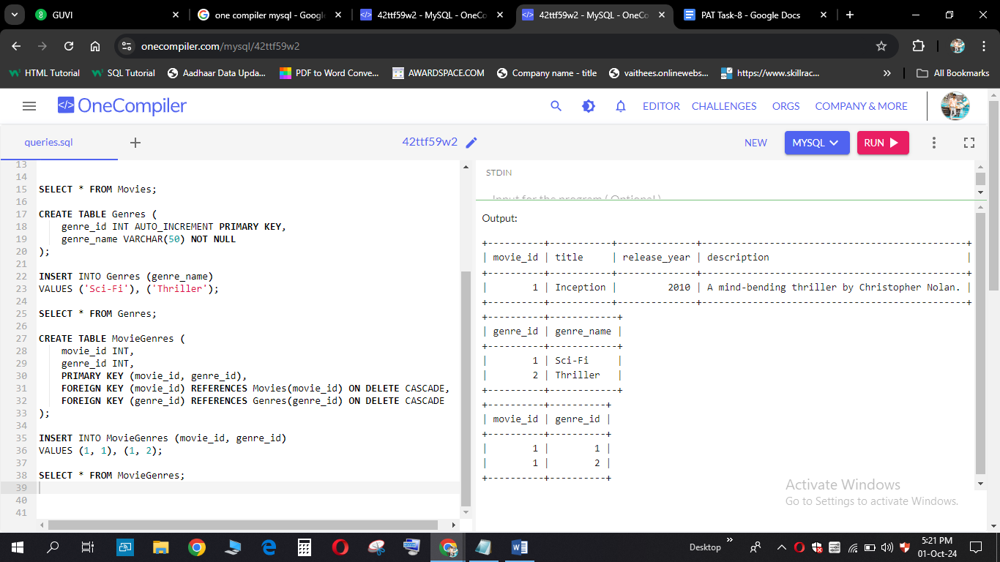 GUVI
one compiler mysql - Googl
42ttf59w2 - MySQL - OneCo
42ttf59w2 - MySQL - OneCo
PAT Task-8 - Google Docs
onecompiler.com/mysql/42ttf59w2
HTML Tutorial
SQL Tutorial
Aadhaar Data Upda...
PDF to Word Conve...
AWARDSPACE.COM
Company name - title
vaithees.onlinewebs...
https://www.skillrac...
All Bookmarks
OneCompiler
EDITOR
CHALLENGES
ORGS
COMPANY & MORE
queries.sql
42ttf59w2
NEW
MYSQL
RUN
13
14
15 SELECT * FROM Movies;
16
17 CREATE TABLE Genres (
18 genre_id INT AUTO_INCREMENT PRIMARY KEY,
19 genre_name VARCHAR(50) NOT NULL
20 );
21
22 INSERT INTO Genres (genre_name)
23 VALUES ('Sci-Fi'), ('Thriller');
24
25 SELECT * FROM Genres;
26
27 CREATE TABLE MovieGenres (
28 movie_id INT,
29 genre_id INT,
30 PRIMARY KEY (movie_id, genre_id),
31 FOREIGN KEY (movie_id) REFERENCES Movies(movie_id) ON DELETE CASCADE,
32 FOREIGN KEY (genre_id) REFERENCES Genres(genre_id) ON DELETE CASCADE
33 );
34
35 INSERT INTO MovieGenres (movie_id, genre_id)
36 VALUES (1, 1), (1, 2);
37
38 SELECT * FROM MovieGenres;
39
40
41
STDIN
Input for the program ( Optional )
Output:
+----------+-----------+--------------+-----------------------------------------------+
| movie_id | title | release_year | description |
+----------+-----------+--------------+-----------------------------------------------+
| 1 | Inception | 2010 | A mind-bending thriller by Christopher Nolan. |
+----------+-----------+--------------+-----------------------------------------------+
+----------+------------+
| genre_id | genre_name |
+----------+------------+
| 1 | Sci-Fi |
| 2 | Thriller |
+----------+------------+
+----------+----------+
| movie_id | genre_id |
+----------+----------+
| 1 | 1 |
| 1 | 2 |
+----------+----------+
Activate Windows
Go to Settings to activate Windows.
Desktop
5:21 PM
01-Oct-24